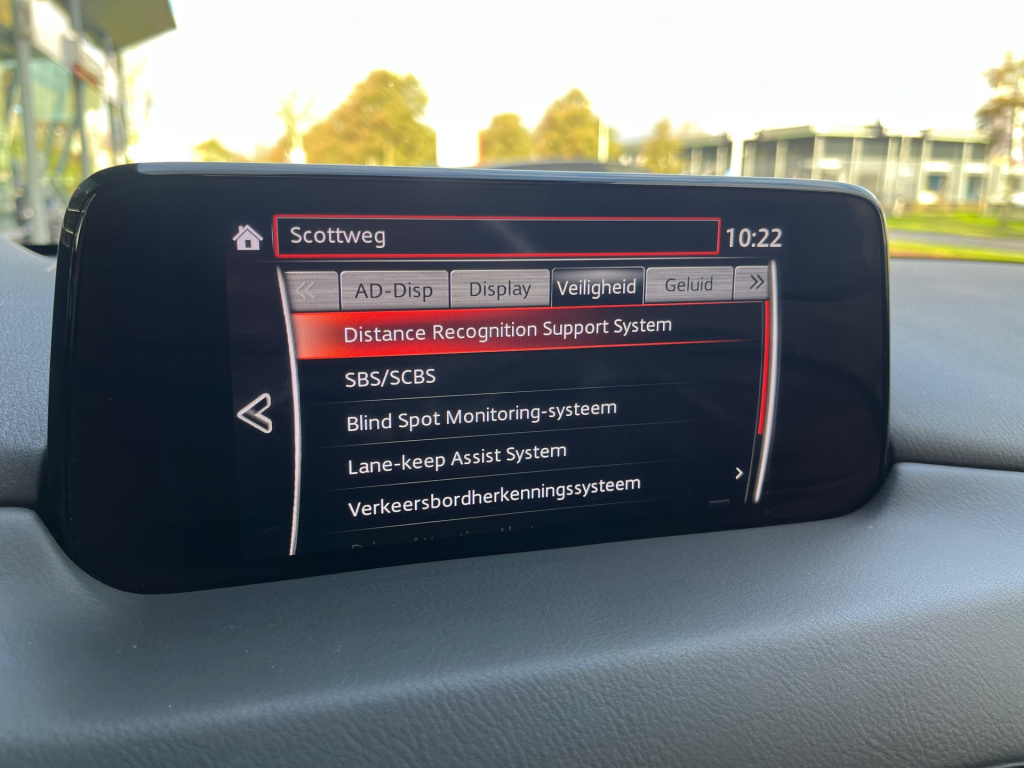 Scottweg
10:22
AD-Disp Display Veiligheid Geluid
Distance Recognition Support System
SBS/SCBS
Blind Spot Monitoring-systeem
Lane-keep Assist System
Verkeersbordherkenningssysteem